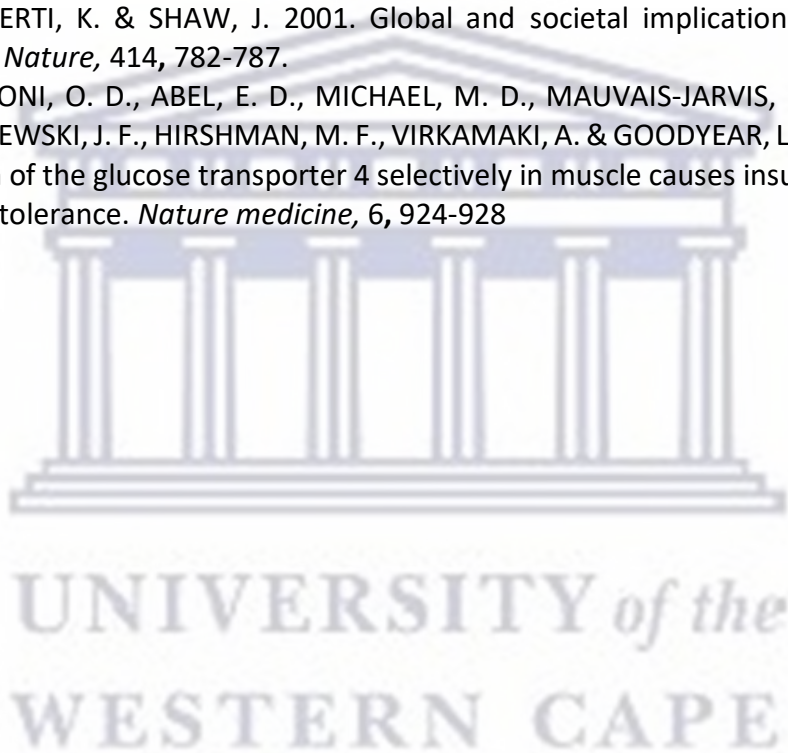 ERTI, K. & SHAW, J. 2001. Global and societal implication
Nature, 414, 782-787.
ONI, O. D., ABEL, E. D., MICHAEL, M. D., MAUVAIS-JARVIS,
EWSKI, J. F., HIRSHMAN, M. F., VIRKAMAKI, A. & GOODYEAR, L
of the glucose transporter 4 selectively in muscle causes insu
tolerance. Nature medicine, 6, 924-928
UNIVERSITY of the
WESTERN CAPE